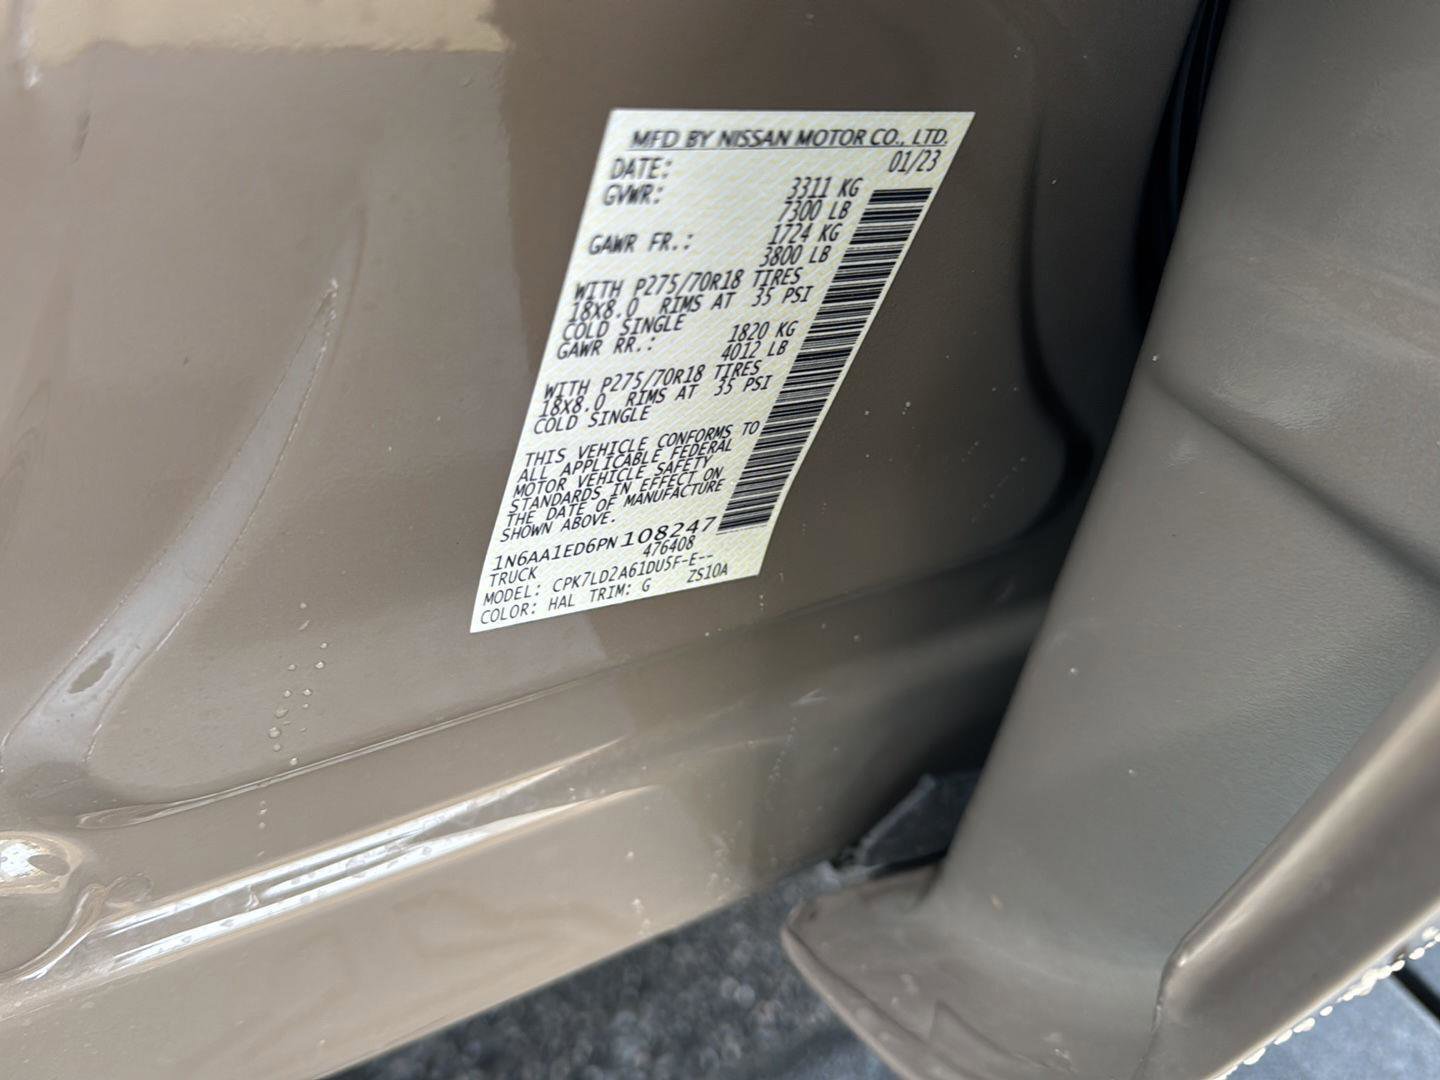 MFD BY NISSAN MOTOR CO., LTD.
DATE: 01/23
GVWR: 3311 KG
7300 LB
GAWR FR.: 1724 KG
3800 LB
WITH P275/70R18 TIRES
18X8.0 RIMS AT 35 PSI
COLD SINGLE
GAWR RR.: 1820 KG
4012 LB
WITH P275/70R18 TIRES
18X8.0 RIMS AT 35 PSI
COLD SINGLE
THIS VEHICLE CONFORMS TO
ALL APPLICABLE FEDERAL
MOTOR VEHICLE SAFETY
STANDARDS IN EFFECT ON
THE DATE OF MANUFACTURE
SHOWN ABOVE.
1N6AA1ED6PN108247
TRUCK 476408
MODEL: CPK7LD2A61DU5F-E--
COLOR: HAL TRIM: G ZS10A